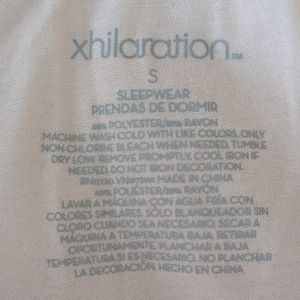 xhilaration™
S
SLEEPWEAR
PRENDAS DE DORMIR
POLYESTER/ RAYON
MACHINE WASH COLD WITH LIKE COLORS. ONLY
NON-CHLORINE BLEACH WHEN NEEDED. TUMBLE
DRY LOW. REMOVE PROMPTLY. COOL IRON IF
NEEDED. DO NOT IRON DECORATION.
MADE IN CHINA
POLIÉSTER/ RAYÓN
LAVAR A MÁQUINA CON AGUA FRÍA CON
COLORES SIMILARES. SÓLO BLANQUEADOR SIN
CLORO CUANDO SEA NECESARIO. SECAR A
MÁQUINA A TEMPERATURA BAJA. RETIRAR
OPORTUNAMENTE. PLANCHAR A BAJA
TEMPERATURA SI ES NECESARIO. NO PLANCHAR
LA DECORACIÓN. HECHO EN CHINA